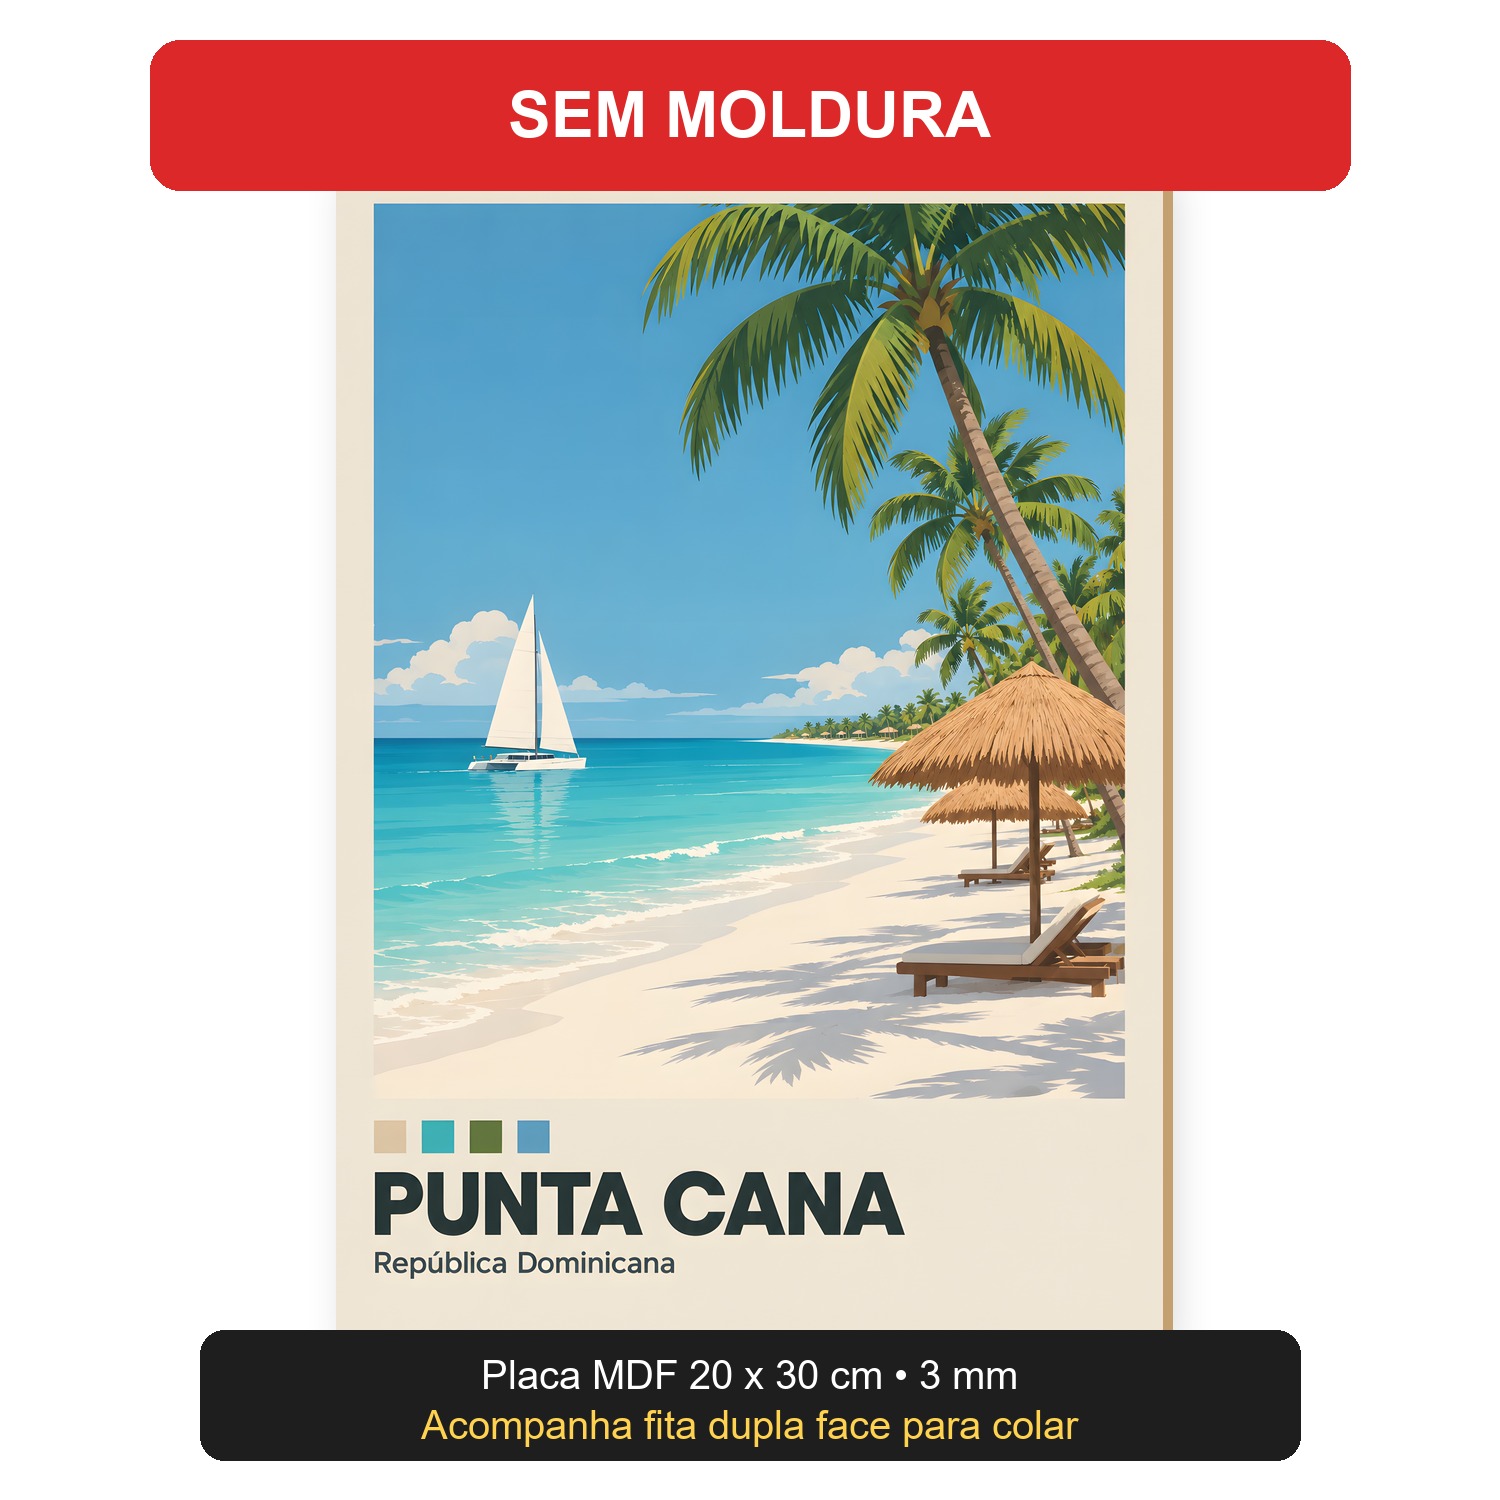 SEM MOLDURA
PUNTA CANA
República Dominicana
Placa MDF 20 x 30 cm • 3 mm
Acompanha fita dupla face para colar